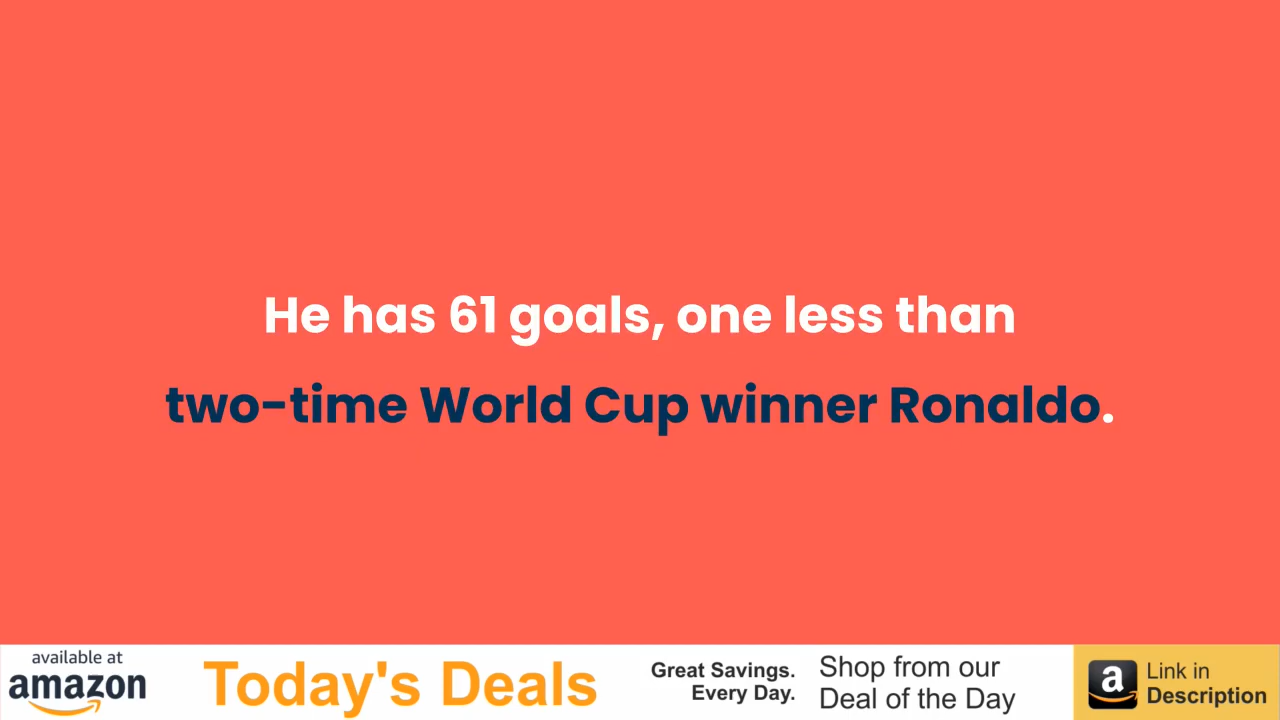 He has 61 goals, one less than
two-time World Cup winner Ronaldo.
available at
amazon
Today's Deals
Great Savings.
Every Day.
Shop from our
Deal of the Day
a
Link in
Description